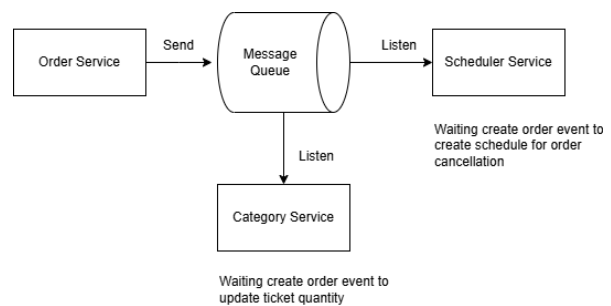 Order Service
Send
Message
Queue
Listen
Scheduler Service
Waiting create order event to
create schedule for order
cancellation
Listen
Category Service
Waiting create order event to
update ticket quantity